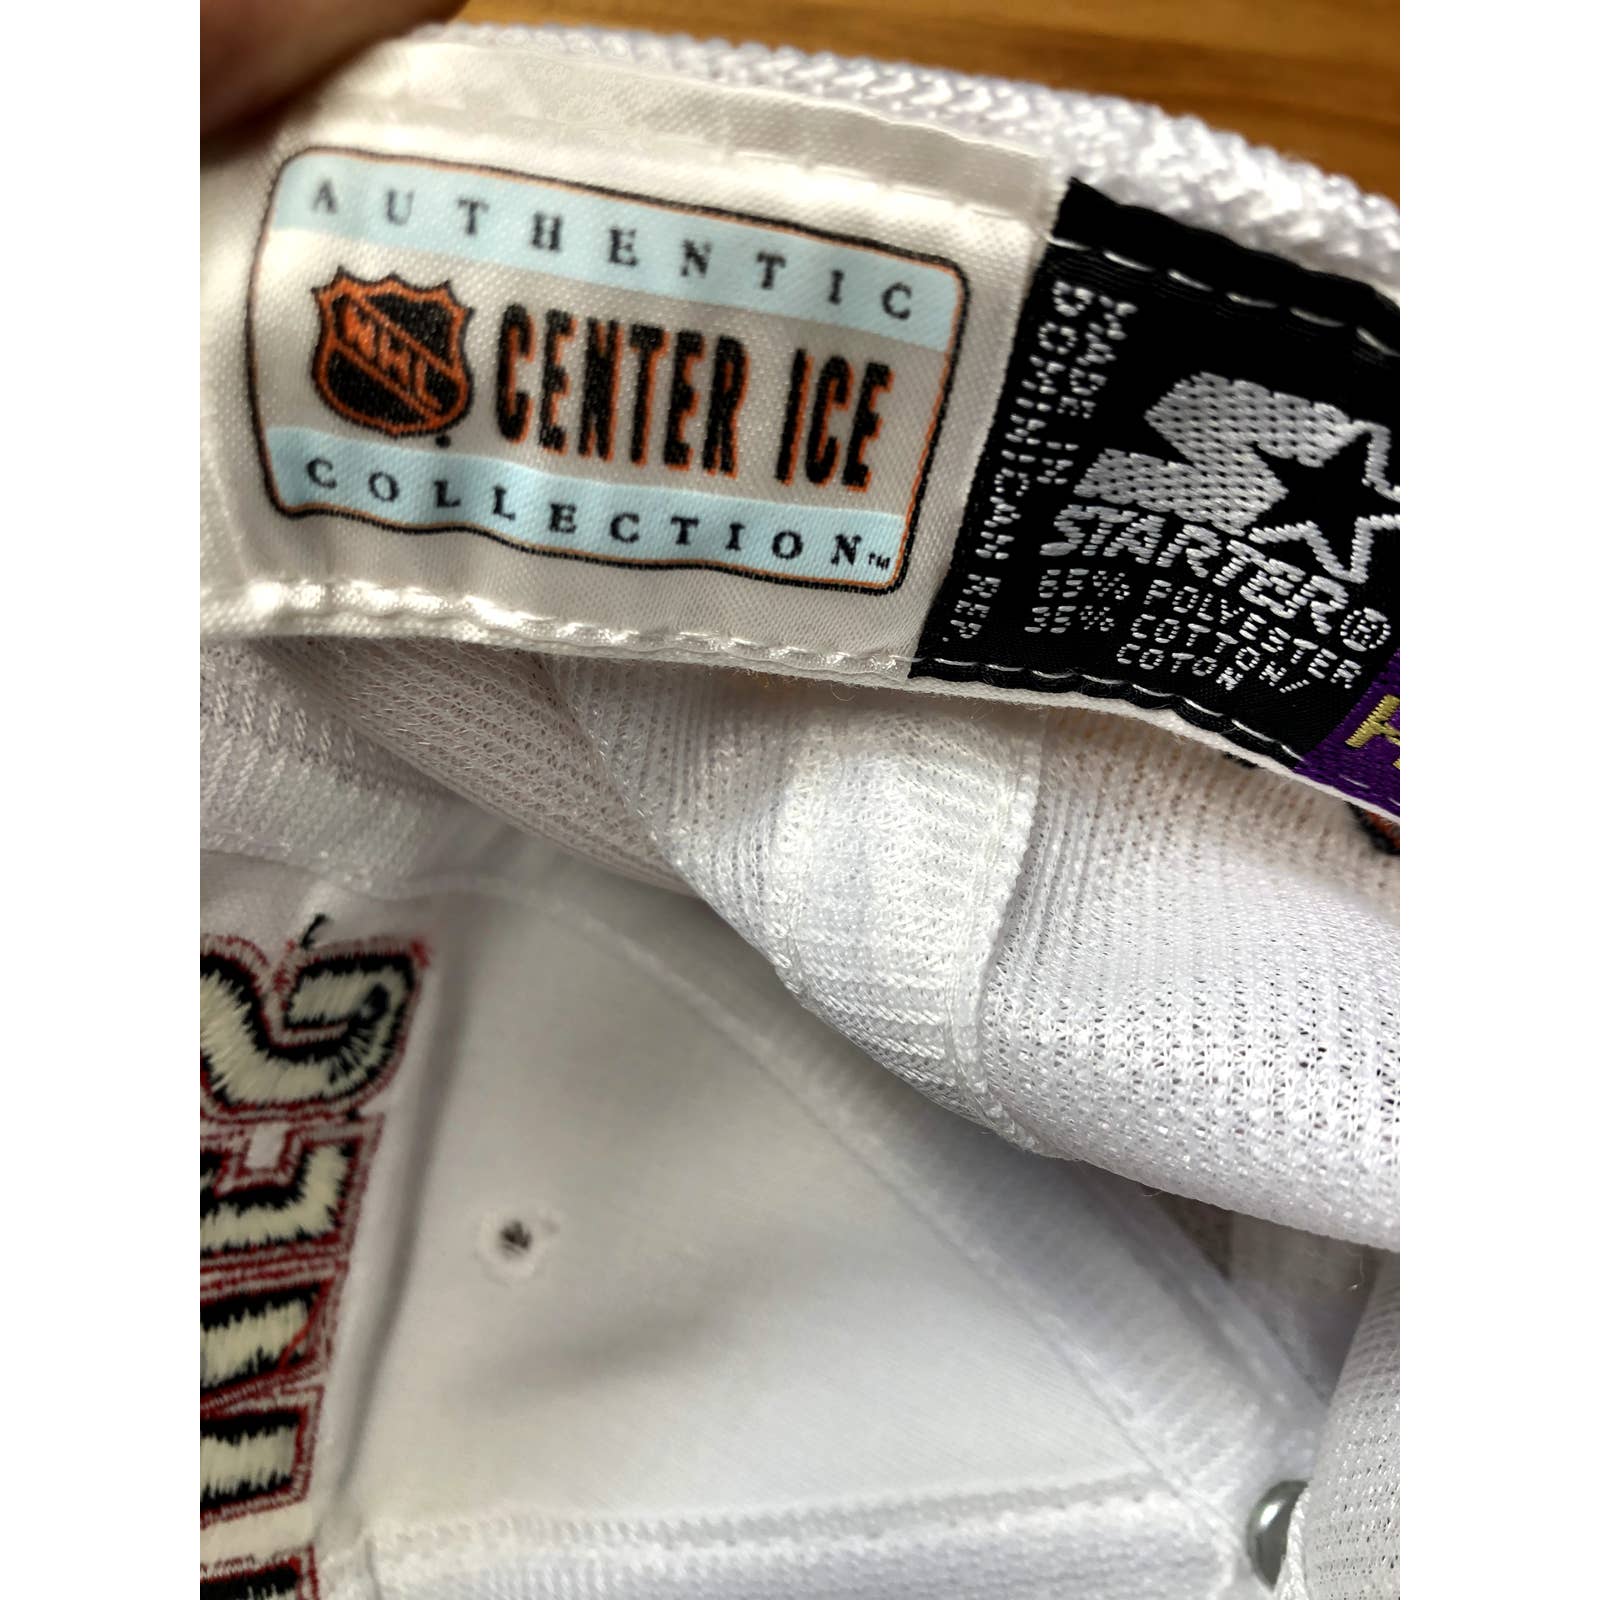 AUTHENTIC
NHL
CENTER ICE
COLLECTION™
MADE IN
DOMINICAN REP.
STARTER®
65% POLYESTER
35% COTTON/
COTON